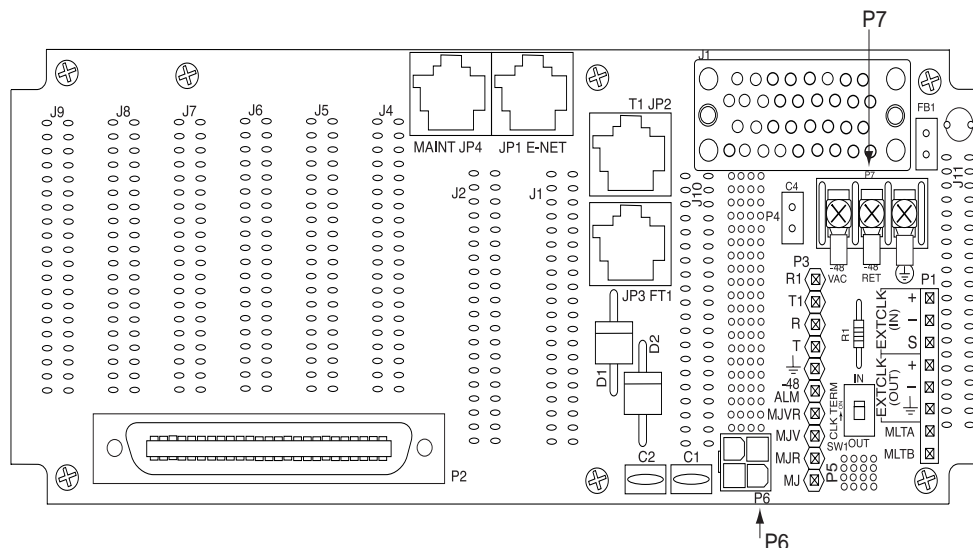 P7
J1
J9
J8
J7
J6
J5
J4
T1 JP2
FB1
MAINT JP4
JP1 E-NET
J2
J1
J10
C4
P7
J11
P4
-48
VAC
-48
RET
JP3 FT1
P3
P1
R1
T1
R
T
-48
ALM
MJVR
MJV
MJR
MJ
P5
R1
IN
ON
CLK TERM
SW1
OUT
EXTCLK
(IN)
+
–
S
EXTCLK
(OUT)
+
–
MLTA
MLTB
D1
D2
P2
C2
C1
P6
P6